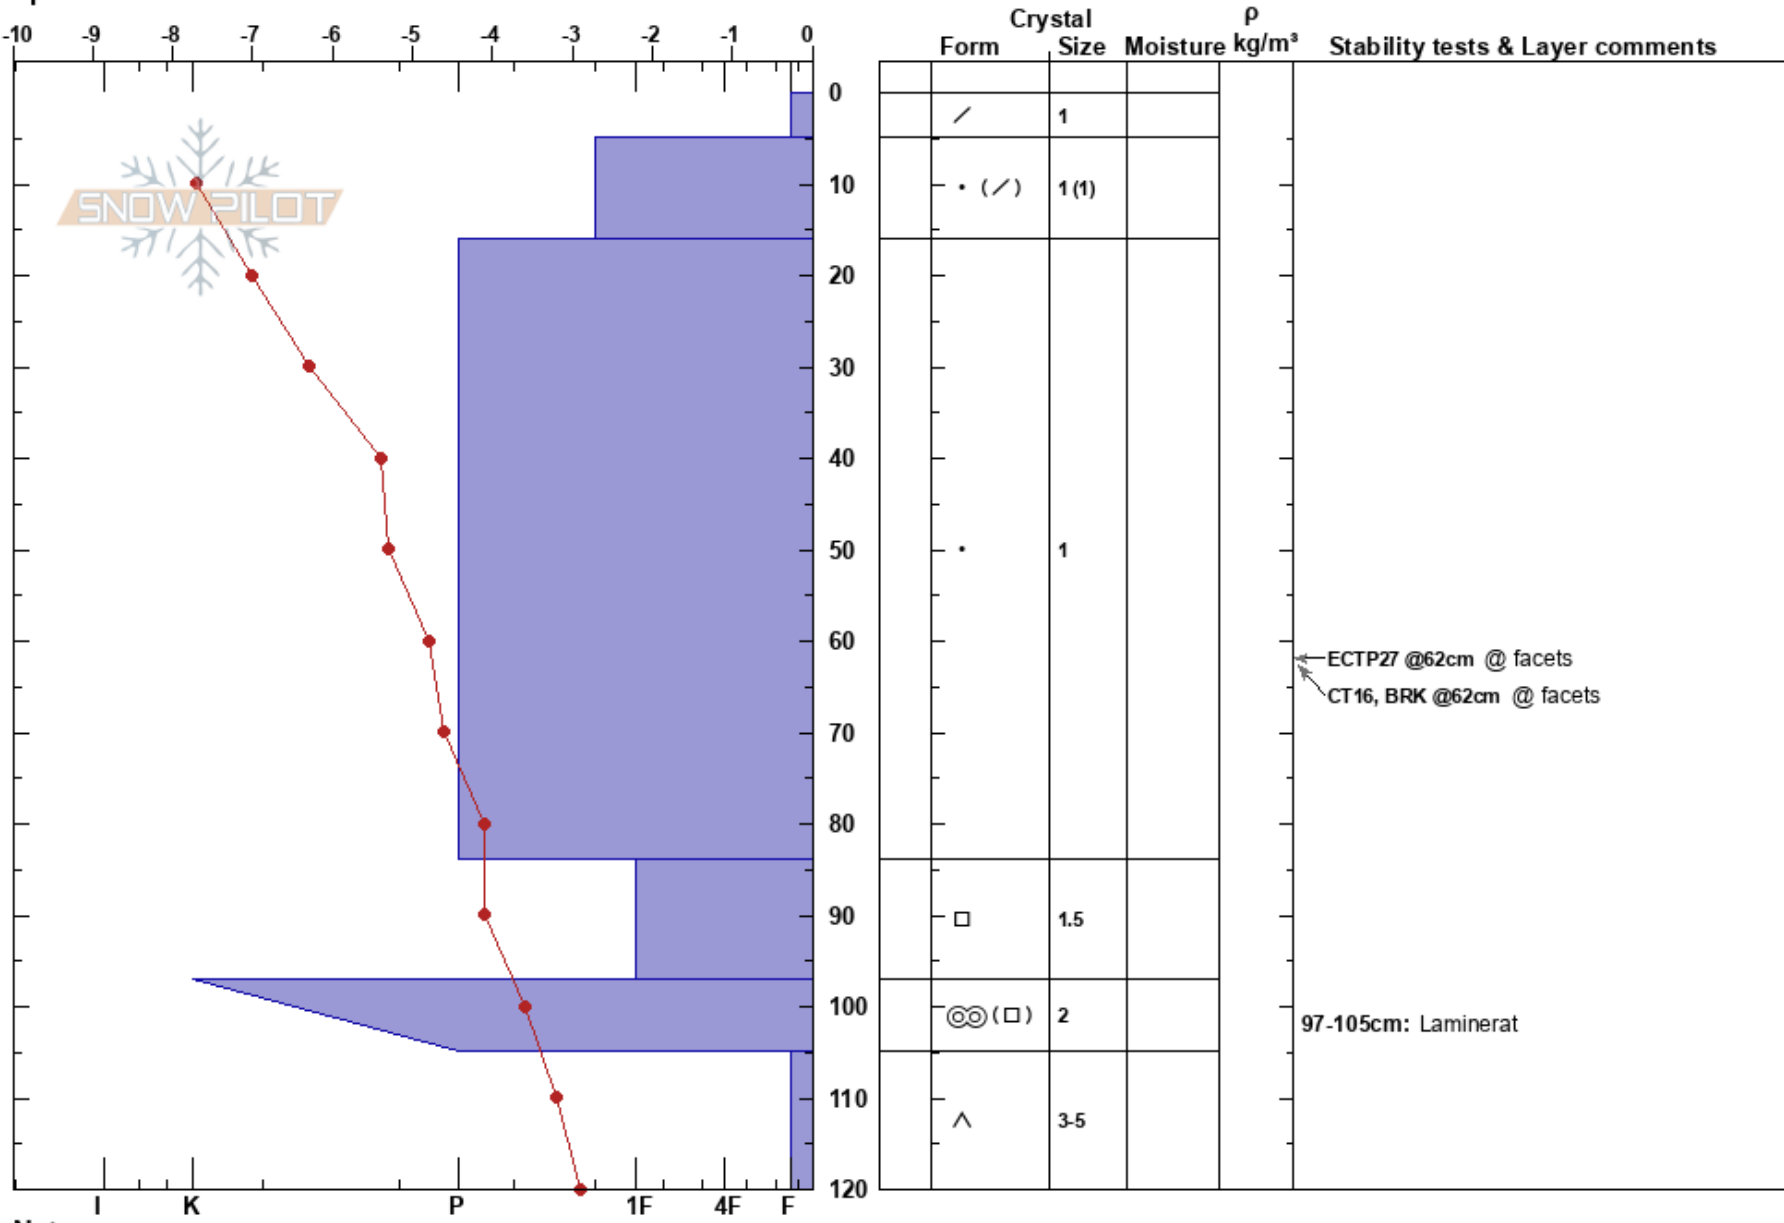 -10 -9 -8 -7 -6 -5 -4 -3 -2 -1 0
Crystal
ρ
Form Size Moisture kg/m³ Stability tests & Layer comments
SNOW PILOT
0
10
20
30
40
50
60
70
80
90
100
110
120
/ 1
• (/) 1 (1)
• 1
ECTP27 @62cm @ facets
CT16, BRK @62cm @ facets
□ 1.5
◎◎(□) 2
97-105cm: Laminerat
∧ 3-5
I K P 1F 4F F